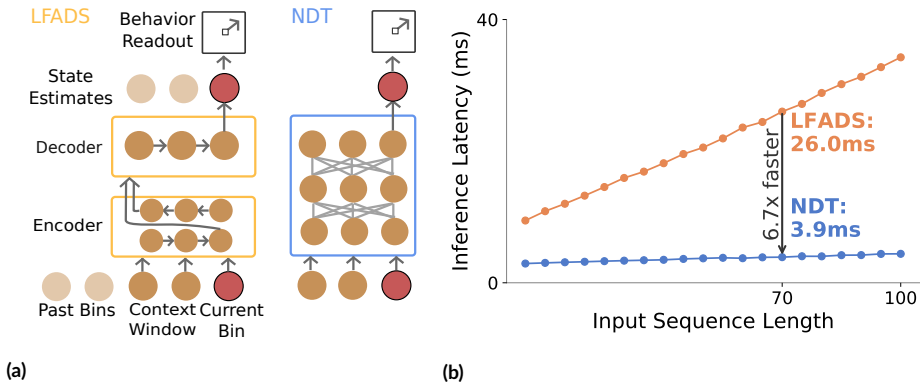 LFADS
Behavior
Readout
NDT
State
Estimates
Decoder
Encoder
Past Bins
Context
Window
Current
Bin
(a)
40
Inference Latency (ms)
LFADS:
26.0ms
6.7x faster
NDT:
3.9ms
0
70
100
Input Sequence Length
(b)